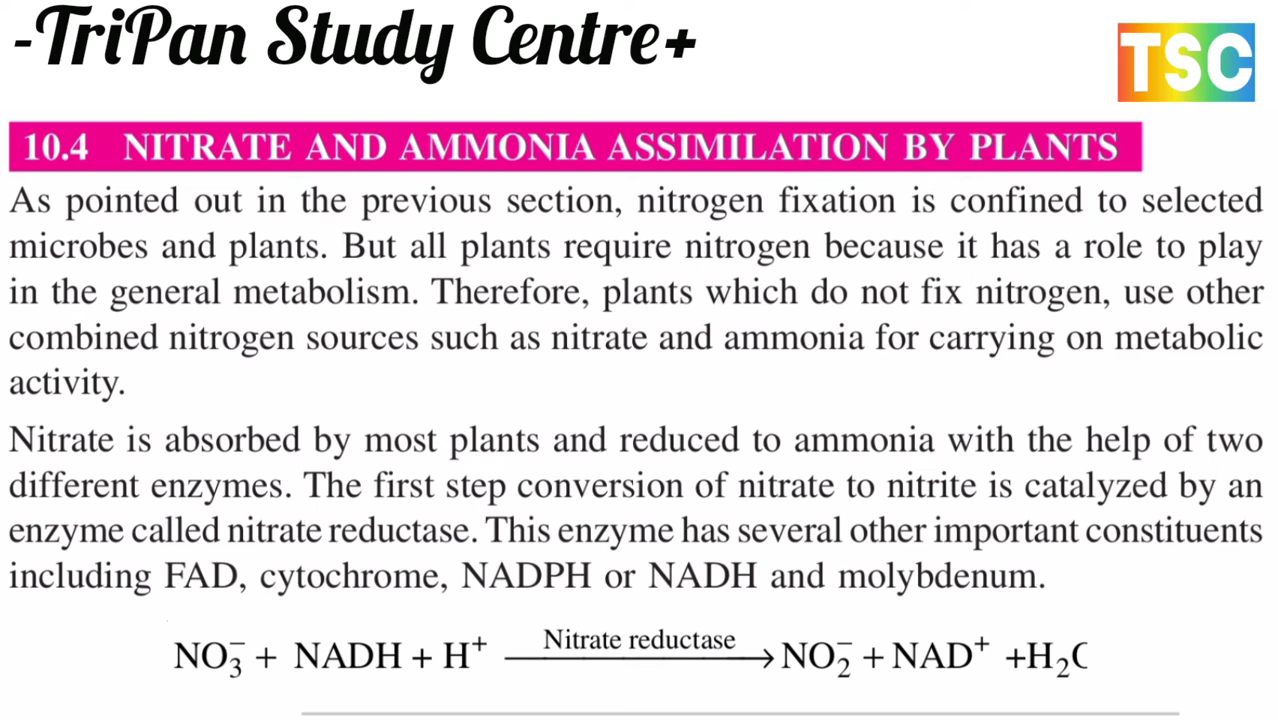 -TriPan Study Centre+
TSC
10.4 NITRATE AND AMMONIA ASSIMILATION BY PLANTS
As pointed out in the previous section, nitrogen fixation is confined to selected
microbes and plants. But all plants require nitrogen because it has a role to play
in the general metabolism. Therefore, plants which do not fix nitrogen, use other
combined nitrogen sources such as nitrate and ammonia for carrying on metabolic
activity.
Nitrate is absorbed by most plants and reduced to ammonia with the help of two
different enzymes. The first step conversion of nitrate to nitrite is catalyzed by an
enzyme called nitrate reductase. This enzyme has several other important constituents
including FAD, cytochrome, NADPH or NADH and molybdenum.
Nitrate reductase
NO₃⁻ + NADH + H⁺ ⟶ NO₂⁻ + NAD⁺ +H₂O